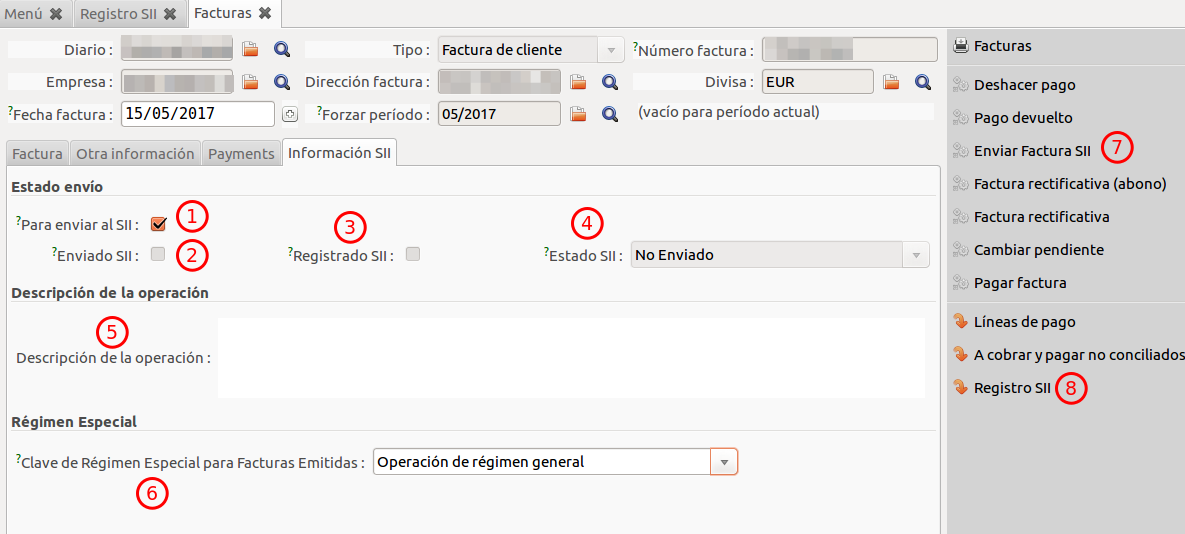 Menú Registro SII Facturas
Diario : Tipo : Factura de cliente ?Número factura :
Empresa : Dirección factura : Divisa : EUR
?Fecha factura : 15/05/2017 ?Forzar período : 05/2017 (vacío para período actual)
Factura Otra información Payments Información SII
Estado envío
?Para enviar al SII : 1
?Enviado SII : 2 ?Registrado SII : 3 ?Estado SII : 4 No Enviado
Descripción de la operación
5
Descripción de la operación :
Régimen Especial
?Clave de Régimen Especial para Facturas Emitidas : Operación de régimen general
6
Facturas
Deshacer pago
Pago devuelto
Enviar Factura SII 7
Factura rectificativa (abono)
Factura rectificativa
Cambiar pendiente
Pagar factura
Líneas de pago
A cobrar y pagar no conciliados
Registro SII 8